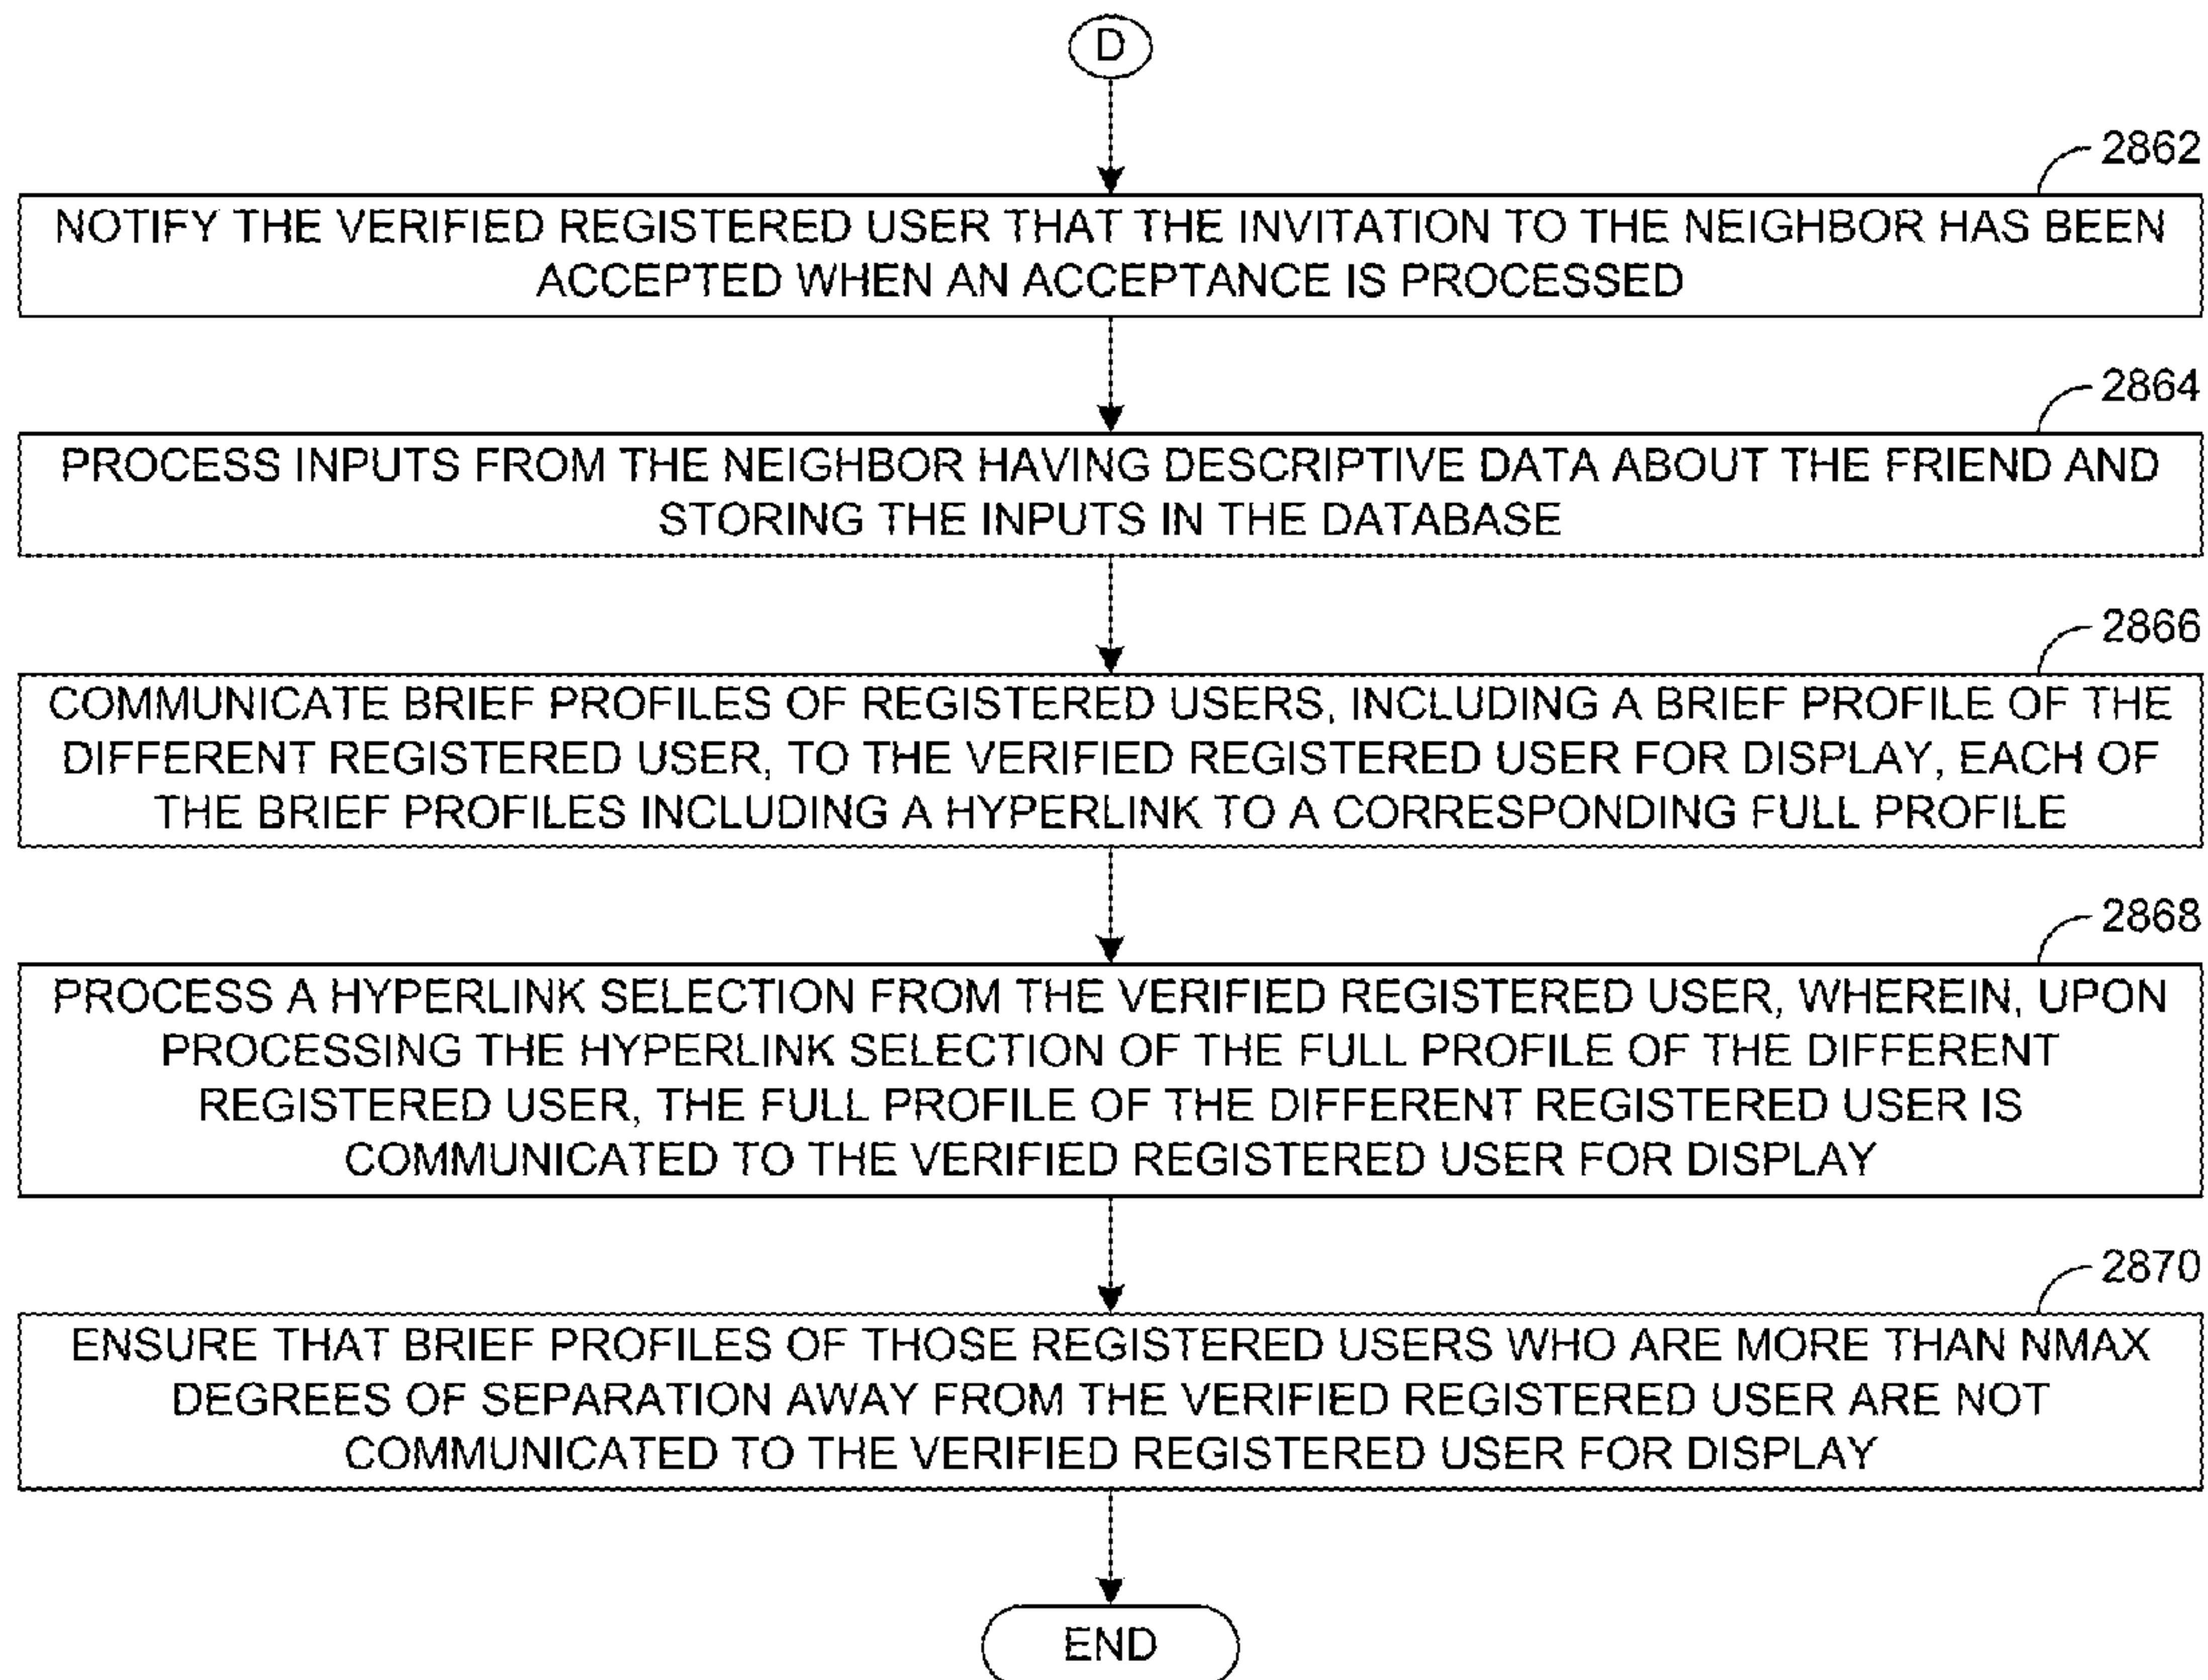 D
2862
NOTIFY THE VERIFIED REGISTERED USER THAT THE INVITATION TO THE NEIGHBOR HAS BEEN
ACCEPTED WHEN AN ACCEPTANCE IS PROCESSED
2864
PROCESS INPUTS FROM THE NEIGHBOR HAVING DESCRIPTIVE DATA ABOUT THE FRIEND AND
STORING THE INPUTS IN THE DATABASE
2866
COMMUNICATE BRIEF PROFILES OF REGISTERED USERS, INCLUDING A BRIEF PROFILE OF THE
DIFFERENT REGISTERED USER, TO THE VERIFIED REGISTERED USER FOR DISPLAY, EACH OF
THE BRIEF PROFILES INCLUDING A HYPERLINK TO A CORRESPONDING FULL PROFILE
2868
PROCESS A HYPERLINK SELECTION FROM THE VERIFIED REGISTERED USER, WHEREIN, UPON
PROCESSING THE HYPERLINK SELECTION OF THE FULL PROFILE OF THE DIFFERENT
REGISTERED USER, THE FULL PROFILE OF THE DIFFERENT REGISTERED USER IS
COMMUNICATED TO THE VERIFIED REGISTERED USER FOR DISPLAY
2870
ENSURE THAT BRIEF PROFILES OF THOSE REGISTERED USERS WHO ARE MORE THAN NMAX
DEGREES OF SEPARATION AWAY FROM THE VERIFIED REGISTERED USER ARE NOT
COMMUNICATED TO THE VERIFIED REGISTERED USER FOR DISPLAY
END